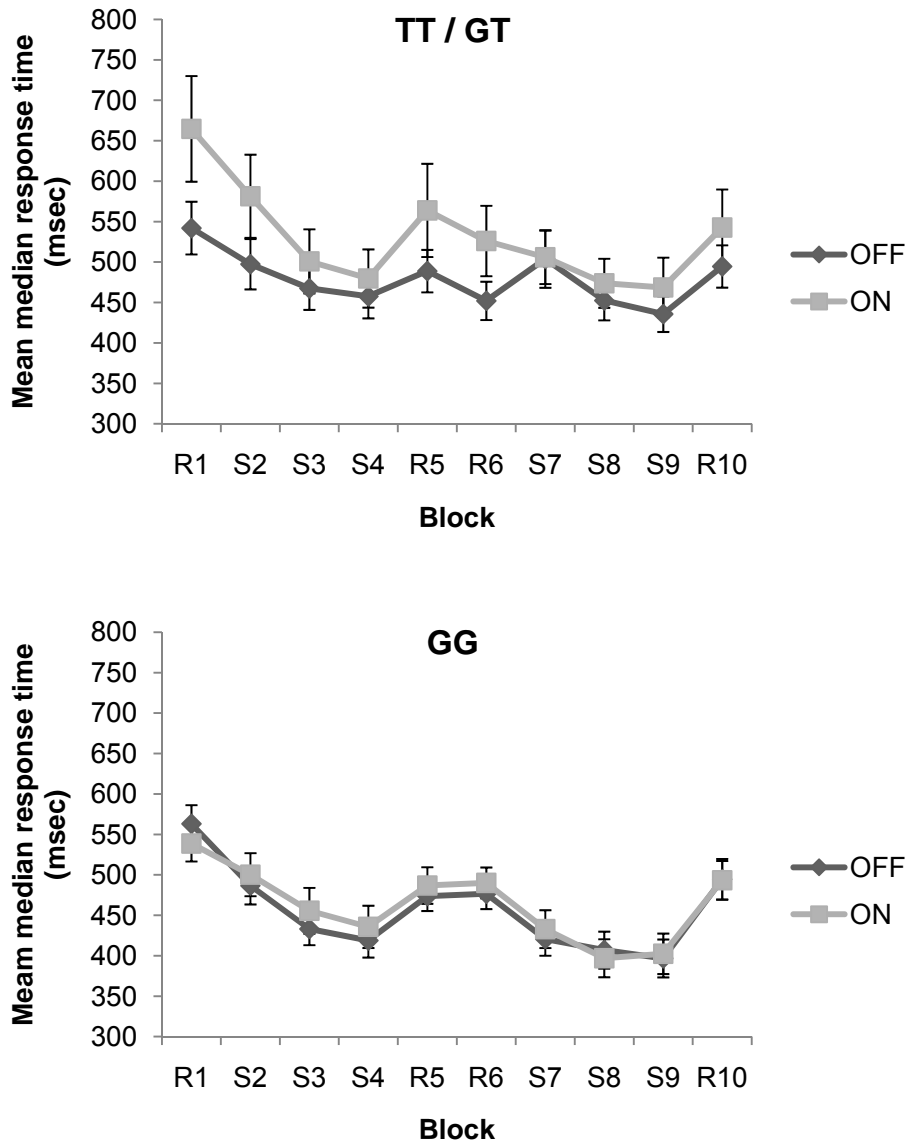 TT / GT
800
750
700
650
600
550
500
450
400
350
300
Mean median response time
(msec)
R1 S2 S3 S4 R5 R6 S7 S8 S9 R10
Block
OFF
ON
GG
800
750
700
650
600
550
500
450
400
350
300
Meam median response time
(msec)
R1 S2 S3 S4 R5 R6 S7 S8 S9 R10
Block
OFF
ON